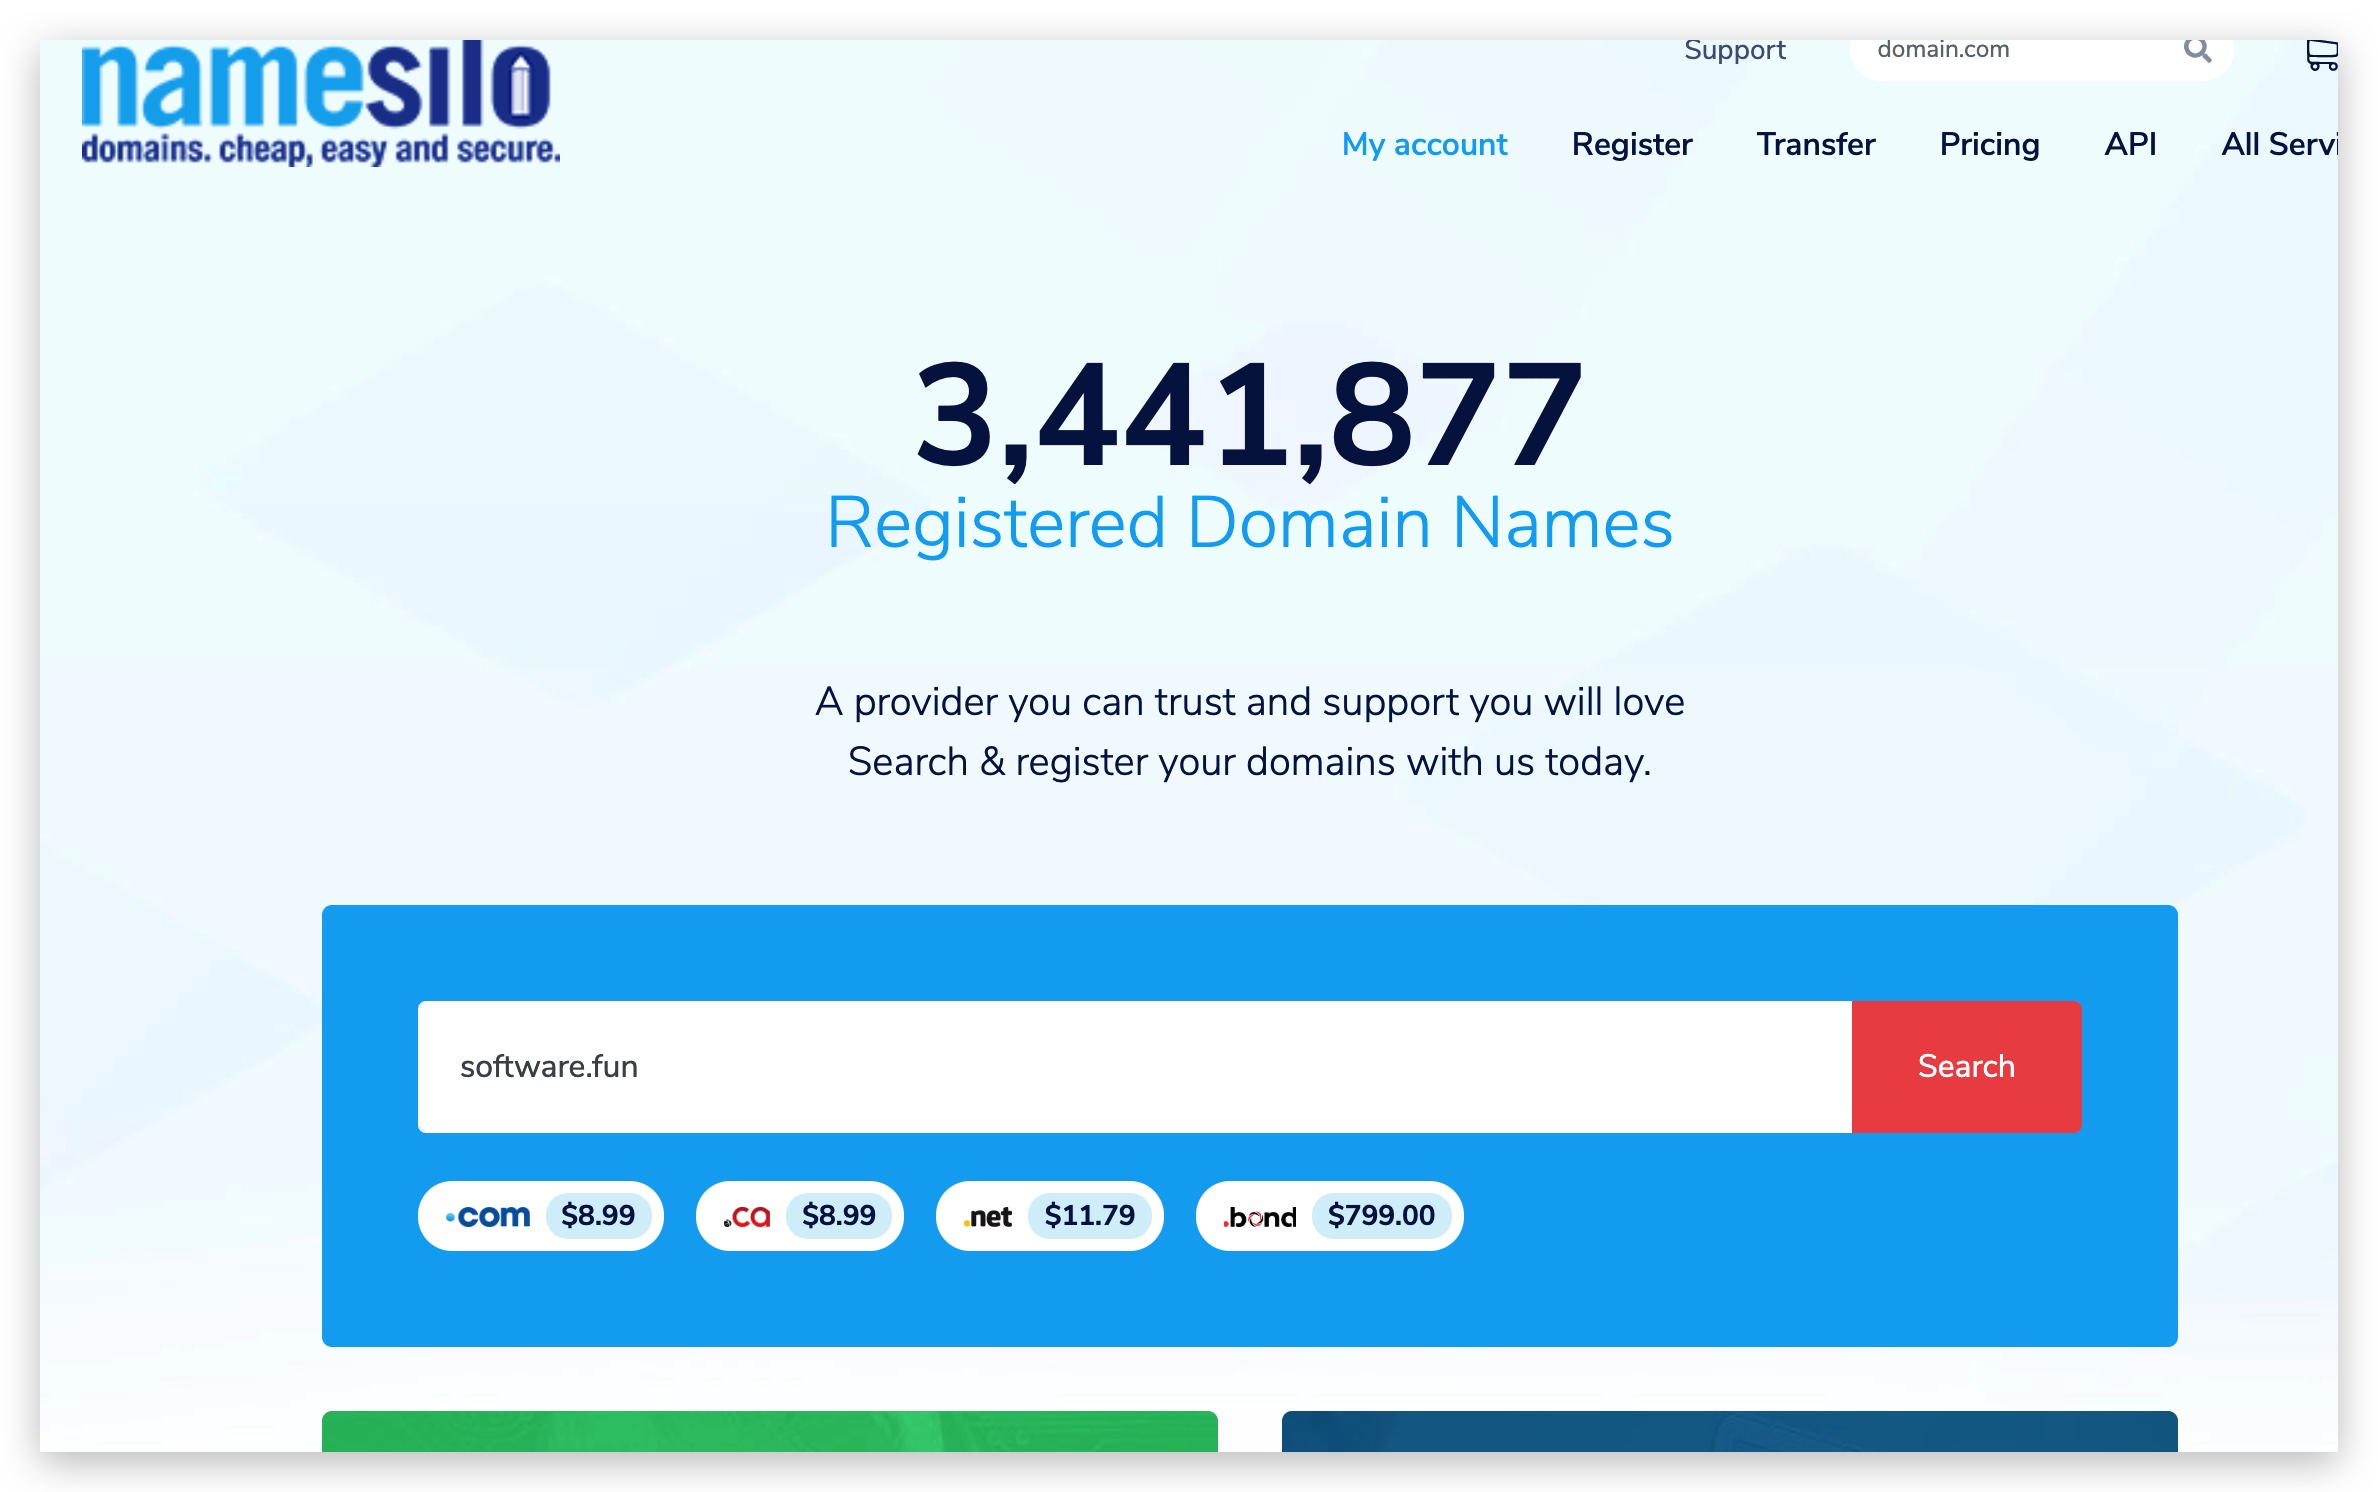 namesilo
domains. cheap, easy and secure.
Support
domain.com
My account Register Transfer Pricing API All Servi
3,441,877
Registered Domain Names
A provider you can trust and support you will love
Search & register your domains with us today.
software.fun
Search
.com $8.99 .ca $8.99 .net $11.79 .bond $799.00